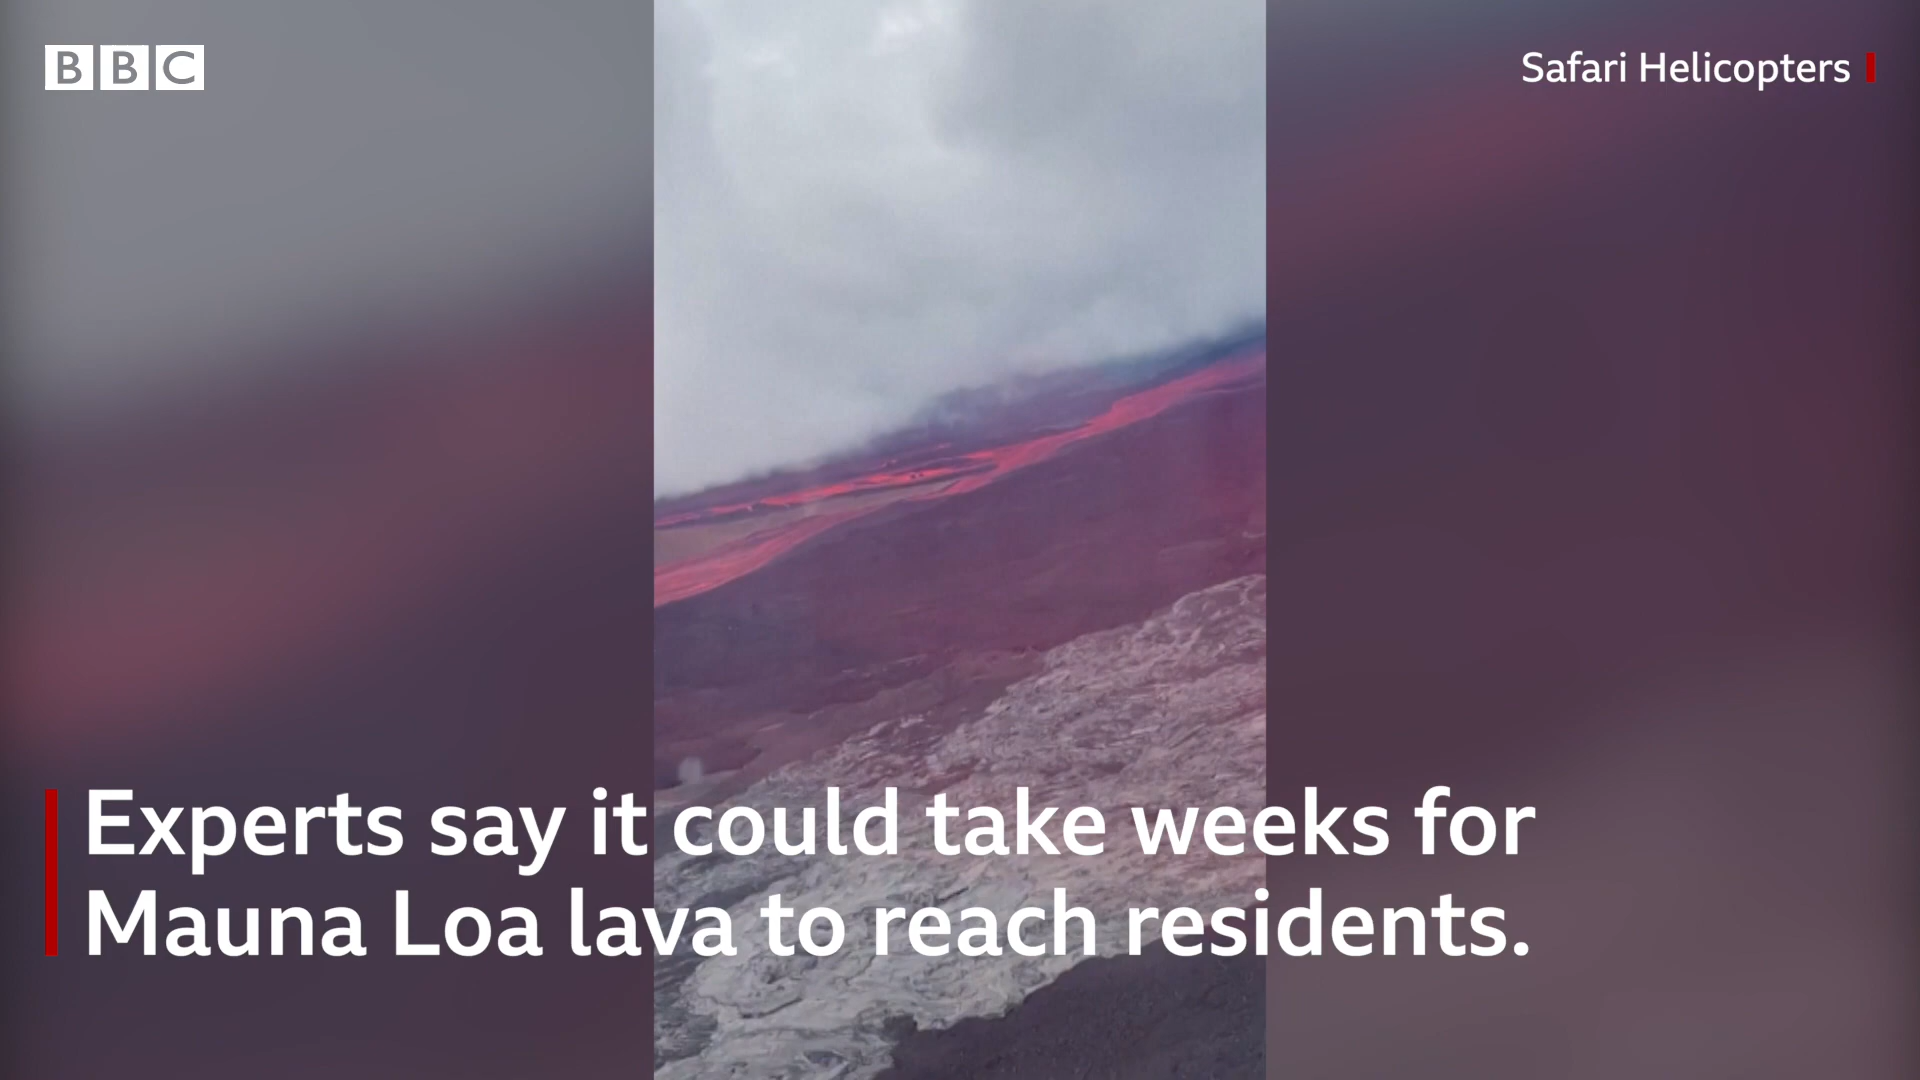 BBC
Safari Helicopters
Experts say it could take weeks for
Mauna Loa lava to reach residents.